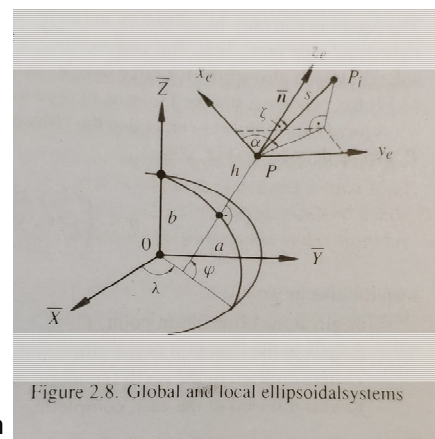 z_e
x_e
P_i
Z̄
n̄
s
ζ
α
y_e
h
P
b
0
a
Ȳ
φ
λ
X̄
Figure 2.8. Global and local ellipsoidalsystems